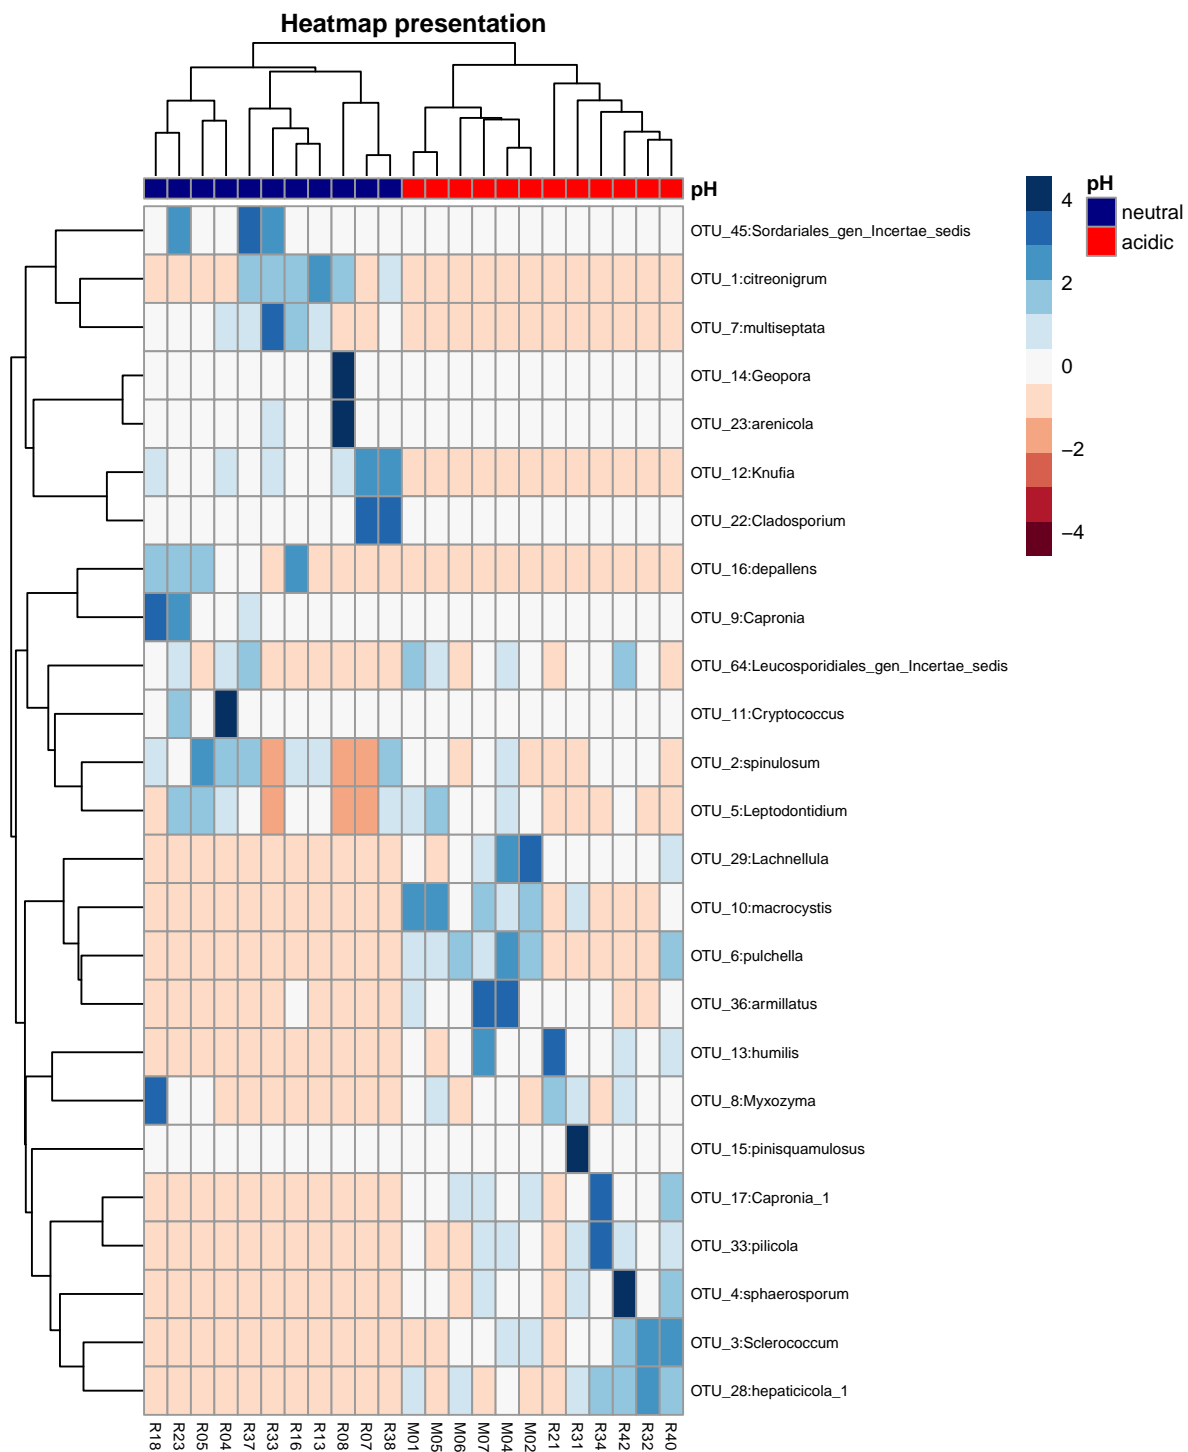 Heatmap presentation
pH
OTU_45:Sordariales_gen_Incertae_sedis
OTU_1:citreonigrum
OTU_7:multiseptata
OTU_14:Geopora
OTU_23:arenicola
OTU_12:Knufia
OTU_22:Cladosporium
OTU_16:depallens
OTU_9:Capronia
OTU_64:Leucosporidiales_gen_Incertae_sedis
OTU_11:Cryptococcus
OTU_2:spinulosum
OTU_5:Leptodontidium
OTU_29:Lachnellula
OTU_10:macrocystis
OTU_6:pulchella
OTU_36:armillatus
OTU_13:humilis
OTU_8:Myxozyma
OTU_15:pinisquamulosus
OTU_17:Capronia_1
OTU_33:pilicola
OTU_4:sphaerosporum
OTU_3:Sclerococcum
OTU_28:hepaticicola_1
R18
R23
R05
R04
R37
R33
R16
R13
R08
R07
R38
M01
M05
M06
M07
M04
M02
R21
R31
R34
R42
R32
R40
4
2
0
−2
−4
pH
neutral
acidic